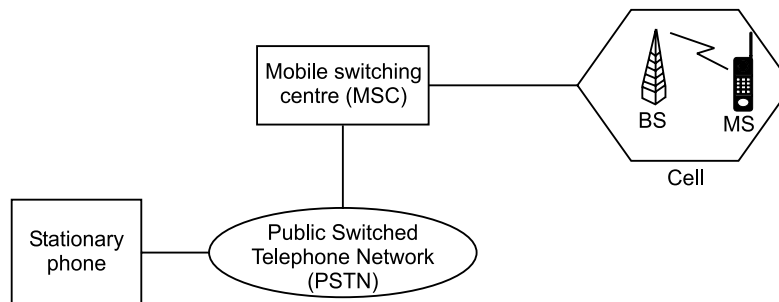 Mobile switching
centre (MSC)
BS
MS
Cell
Stationary
phone
Public Switched
Telephone Network
(PSTN)